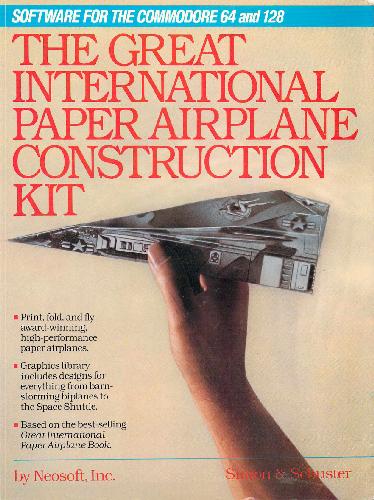 SOFTWARE FOR THE COMMODORE 64 and 128
THE GREAT
INTERNATIONAL
PAPER AIRPLANE
CONSTRUCTION
KIT
▪ Print, fold, and fly
award-winning,
high-performance
paper airplanes.
▪ Graphics library
includes designs for
everything from barn-
storming biplanes to
the Space Shuttle.
▪ Based on the best-selling
Great International
Paper Airplane Book.
by Neosoft, Inc.
Simon & Schuster